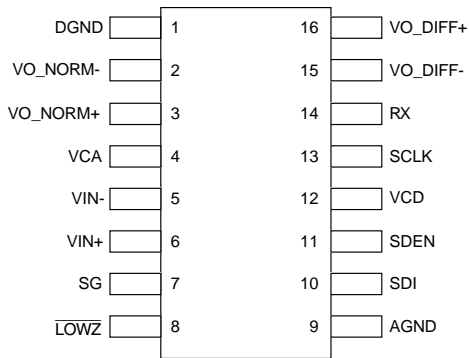 DGND 1 16 VO_DIFF+
VO_NORM- 2 15 VO_DIFF-
VO_NORM+ 3 14 RX
VCA 4 13 SCLK
VIN- 5 12 VCD
VIN+ 6 11 SDEN
SG 7 10 SDI
LOWZ 8 9 AGND